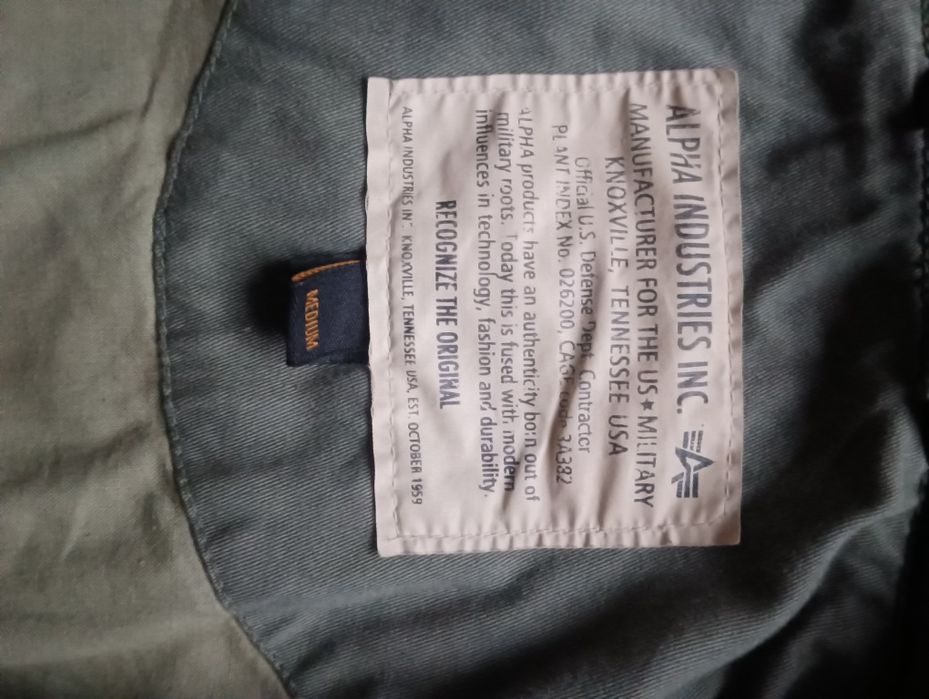 ALPHA INDUSTRIES INC.
MANUFACTURER FOR THE US ★ MILITARY
KNOXVILLE, TENNESSEE USA
Official U.S. Defense Dept. Contractor
PLANT INDEX No. 026200, CAGE code 3A382
ALPHA products have an authenticity born out of
military roots. Today this is fused with modern
influences in technology, fashion and durability.
RECOGNIZE THE ORIGINAL
ALPHA INDUSTRIES INC. KNOXVILLE, TENNESSEE USA, EST. OCTOBER 1959
MEDIUM